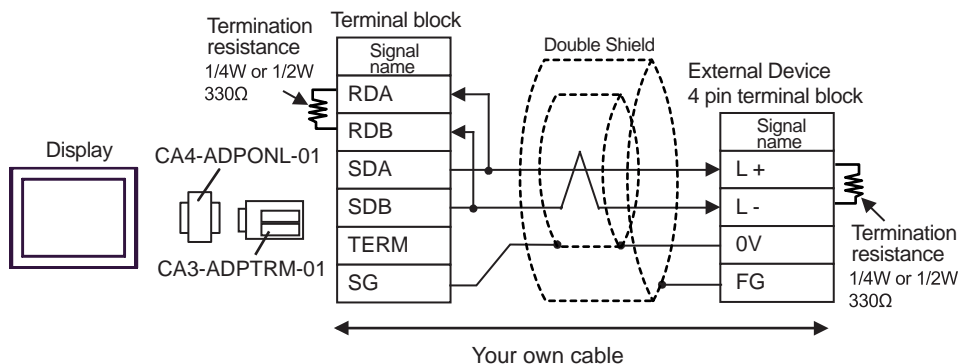 Terminal block
Termination
resistance
1/4W or 1/2W
330Ω
Signal
name
RDA
RDB
SDA
SDB
TERM
SG
Display
CA4-ADPONL-01
CA3-ADPTRM-01
Double Shield
External Device
4 pin terminal block
Signal
name
L +
L -
0V
FG
Termination
resistance
1/4W or 1/2W
330Ω
Your own cable